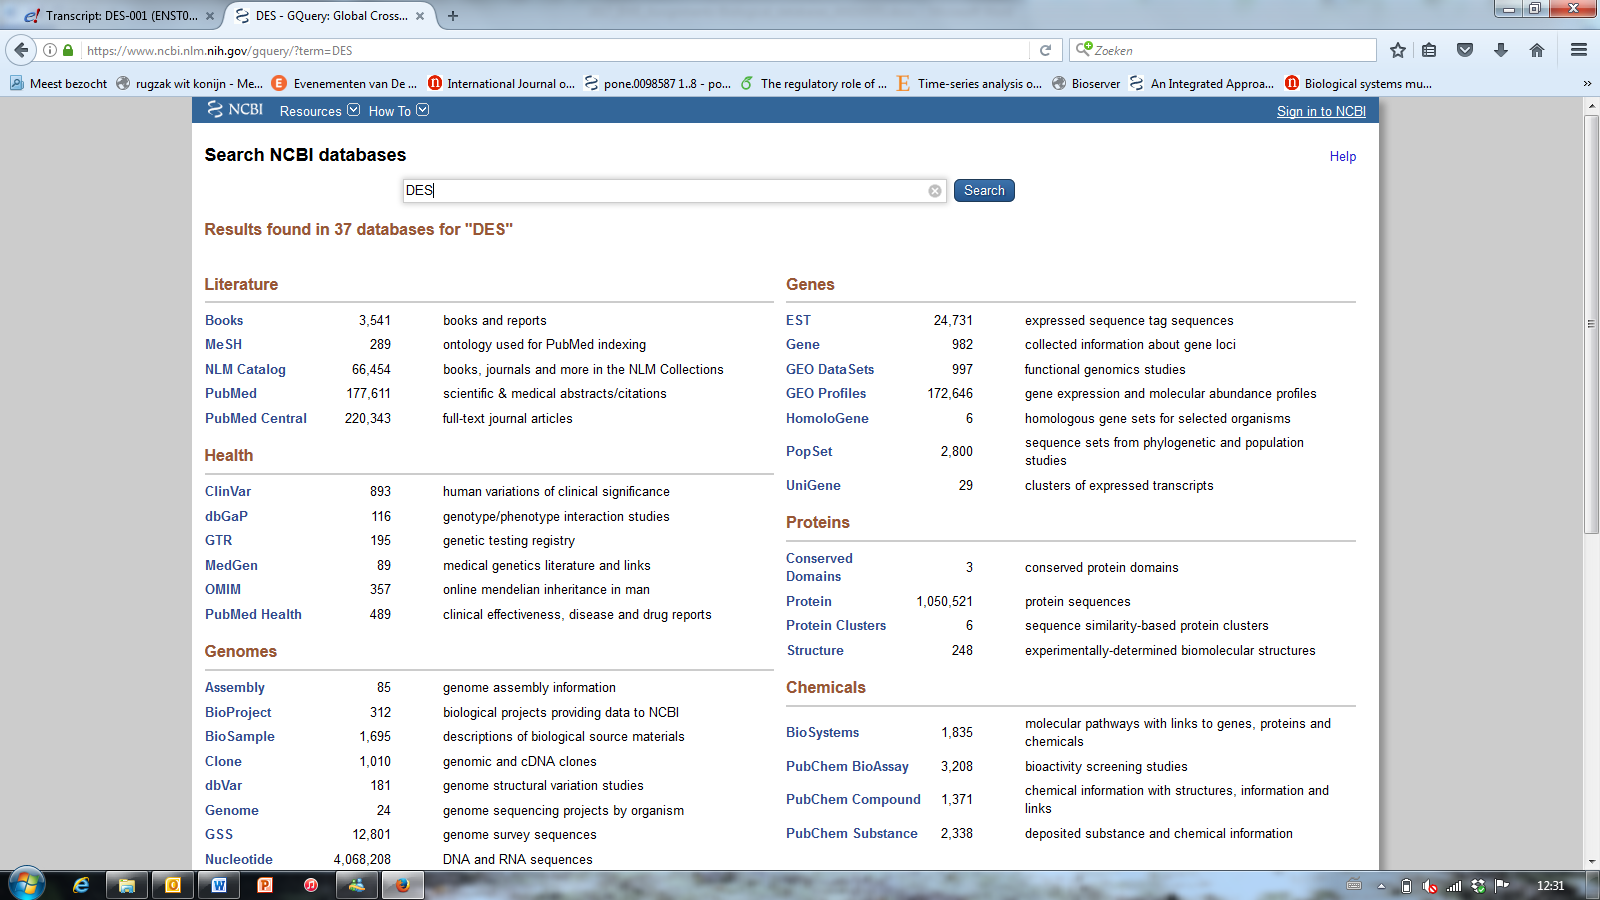 Transcript: DES-001 (ENST0...
DES - GQuery: Global Cross...
https://www.ncbi.nlm.nih.gov/gquery/?term=DES
Zoeken
Meest bezocht
rugzak wit konijn - Me...
Evenementen van De ...
International Journal o...
pone.0098587 1..8 - po...
The regulatory role of ...
Time-series analysis o...
Bioserver
An Integrated Approa...
Biological systems mu...
NCBI Resources How To Sign in to NCBI
Search NCBI databases
Help
DES
Search
Results found in 37 databases for "DES"
Literature
Books 3,541 books and reports
MeSH 289 ontology used for PubMed indexing
NLM Catalog 66,454 books, journals and more in the NLM Collections
PubMed 177,611 scientific & medical abstracts/citations
PubMed Central 220,343 full-text journal articles
Health
ClinVar 893 human variations of clinical significance
dbGaP 116 genotype/phenotype interaction studies
GTR 195 genetic testing registry
MedGen 89 medical genetics literature and links
OMIM 357 online mendelian inheritance in man
PubMed Health 489 clinical effectiveness, disease and drug reports
Genomes
Assembly 85 genome assembly information
BioProject 312 biological projects providing data to NCBI
BioSample 1,695 descriptions of biological source materials
Clone 1,010 genomic and cDNA clones
dbVar 181 genome structural variation studies
Genome 24 genome sequencing projects by organism
GSS 12,801 genome survey sequences
Nucleotide 4,068,208 DNA and RNA sequences
Genes
EST 24,731 expressed sequence tag sequences
Gene 982 collected information about gene loci
GEO DataSets 997 functional genomics studies
GEO Profiles 172,646 gene expression and molecular abundance profiles
HomoloGene 6 homologous gene sets for selected organisms
PopSet 2,800 sequence sets from phylogenetic and population
studies
UniGene 29 clusters of expressed transcripts
Proteins
Conserved
Domains 3 conserved protein domains
Protein 1,050,521 protein sequences
Protein Clusters 6 sequence similarity-based protein clusters
Structure 248 experimentally-determined biomolecular structures
Chemicals
BioSystems 1,835 molecular pathways with links to genes, proteins and
chemicals
PubChem BioAssay 3,208 bioactivity screening studies
PubChem Compound 1,371 chemical information with structures, information and
links
PubChem Substance 2,338 deposited substance and chemical information
12:31